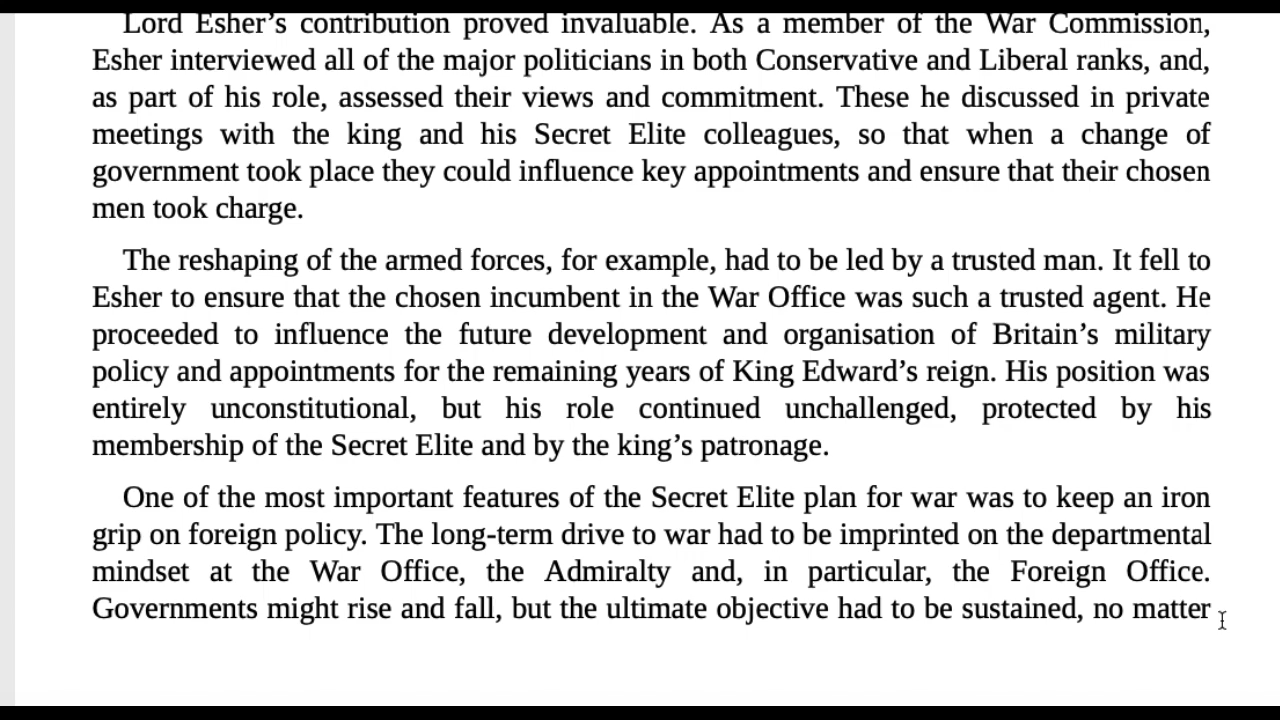 Lord Esher’s contribution proved invaluable. As a member of the War Commission,
Esher interviewed all of the major politicians in both Conservative and Liberal ranks, and,
as part of his role, assessed their views and commitment. These he discussed in private
meetings with the king and his Secret Elite colleagues, so that when a change of
government took place they could influence key appointments and ensure that their chosen
men took charge.
The reshaping of the armed forces, for example, had to be led by a trusted man. It fell to
Esher to ensure that the chosen incumbent in the War Office was such a trusted agent. He
proceeded to influence the future development and organisation of Britain’s military
policy and appointments for the remaining years of King Edward’s reign. His position was
entirely unconstitutional, but his role continued unchallenged, protected by his
membership of the Secret Elite and by the king’s patronage.
One of the most important features of the Secret Elite plan for war was to keep an iron
grip on foreign policy. The long-term drive to war had to be imprinted on the departmental
mindset at the War Office, the Admiralty and, in particular, the Foreign Office.
Governments might rise and fall, but the ultimate objective had to be sustained, no matter